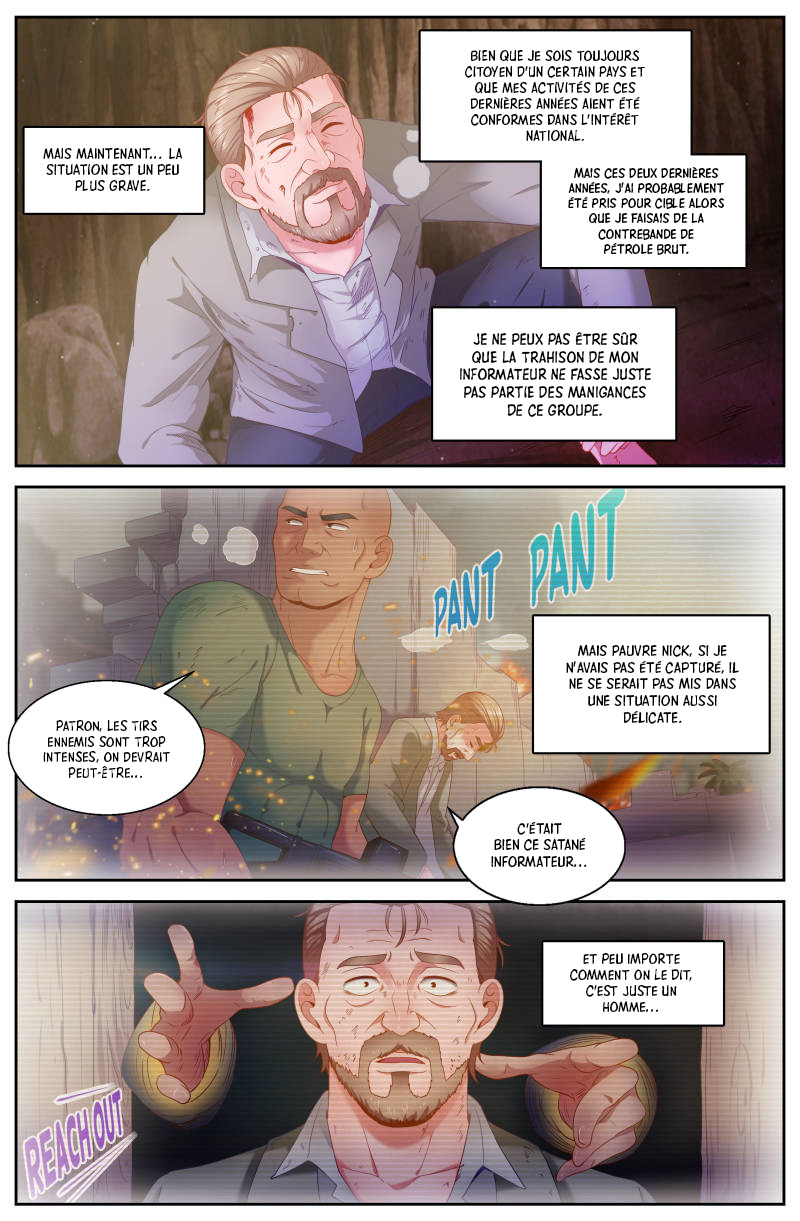 BIEN QUE JE SOIS TOUJOURS
CITOYEN D'UN CERTAIN PAYS ET
QUE MES ACTIVITÉS DE CES
DERNIÈRES ANNÉES AIENT ÉTÉ
CONFORMES DANS L'INTÉRÊT
NATIONAL.
MAIS MAINTENANT... LA
SITUATION EST UN PEU
PLUS GRAVE.
MAIS CES DEUX DERNIÈRES
ANNÉES, J'AI PROBABLEMENT
ÉTÉ PRIS POUR CIBLE ALORS
QUE JE FAISAIS DE LA
CONTREBANDE DE
PÉTROLE BRUT.
JE NE PEUX PAS ÊTRE SÛR
QUE LA TRAHISON DE MON
INFORMATEUR NE FASSE JUSTE
PAS PARTIE DES MANIGANCES
DE CE GROUPE.
PANT PANT
MAIS PAUVRE NICK, SI JE
N'AVAIS PAS ÉTÉ CAPTURÉ, IL
NE SE SERAIT PAS MIS DANS
UNE SITUATION AUSSI
DÉLICATE.
PATRON, LES TIRS
ENNEMIS SONT TROP
INTENSES, ON DEVRAIT
PEUT-ÊTRE...
C'ÉTAIT
BIEN CE SATANÉ
INFORMATEUR...
ET PEU IMPORTE
COMMENT ON LE DIT,
C'EST JUSTE UN
HOMME...
REACH OUT